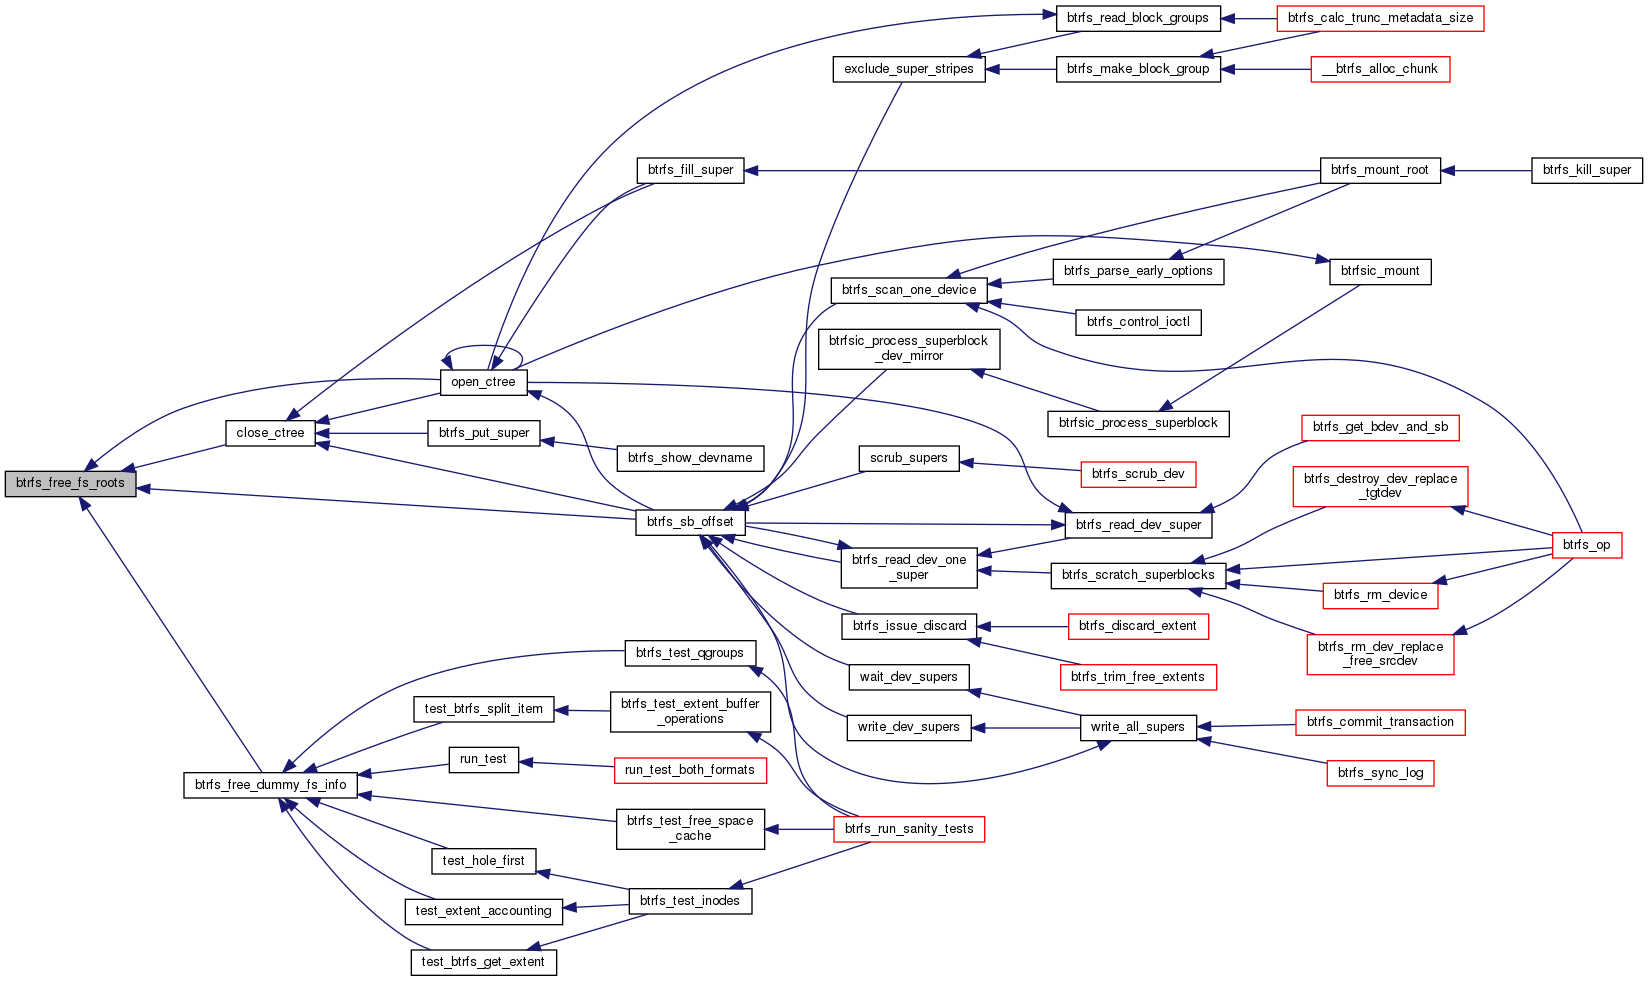 btrfs_read_block_groups
btrfs_calc_trunc_metadata_size
exclude_super_stripes
btrfs_make_block_group
__btrfs_alloc_chunk
btrfs_fill_super
btrfs_mount_root
btrfs_kill_super
btrfs_parse_early_options
btrfsic_mount
btrfs_scan_one_device
btrfs_control_ioctl
btrfsic_process_superblock
_dev_mirror
open_ctree
btrfsic_process_superblock
close_ctree
btrfs_put_super
btrfs_get_bdev_and_sb
btrfs_show_devname
scrub_supers
btrfs_scrub_dev
btrfs_free_fs_roots
btrfs_destroy_dev_replace
_tgtdev
btrfs_sb_offset
btrfs_read_dev_super
btrfs_op
btrfs_read_dev_one
_super
btrfs_scratch_superblocks
btrfs_rm_device
btrfs_issue_discard
btrfs_discard_extent
btrfs_rm_dev_replace
_free_srcdev
btrfs_test_qgroups
wait_dev_supers
btrfs_trim_free_extents
test_btrfs_split_item
btrfs_test_extent_buffer
_operations
write_dev_supers
write_all_supers
btrfs_commit_transaction
run_test
run_test_both_formats
btrfs_sync_log
btrfs_free_dummy_fs_info
btrfs_test_free_space
_cache
btrfs_run_sanity_tests
test_hole_first
btrfs_test_inodes
test_extent_accounting
test_btrfs_get_extent